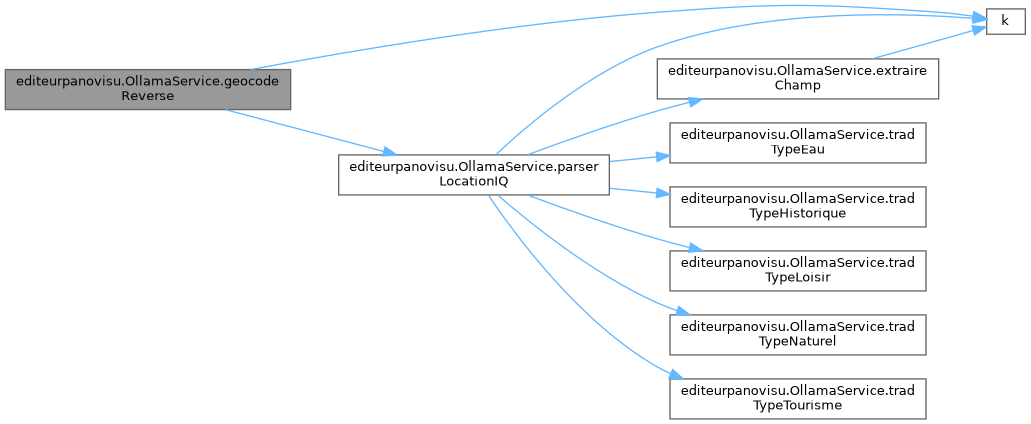 editeurpanovisu.OllamaService.geocode
Reverse
k
editeurpanovisu.OllamaService.parser
LocationIQ
editeurpanovisu.OllamaService.extraire
Champ
editeurpanovisu.OllamaService.trad
TypeEau
editeurpanovisu.OllamaService.trad
TypeHistorique
editeurpanovisu.OllamaService.trad
TypeLoisir
editeurpanovisu.OllamaService.trad
TypeNaturel
editeurpanovisu.OllamaService.trad
TypeTourisme